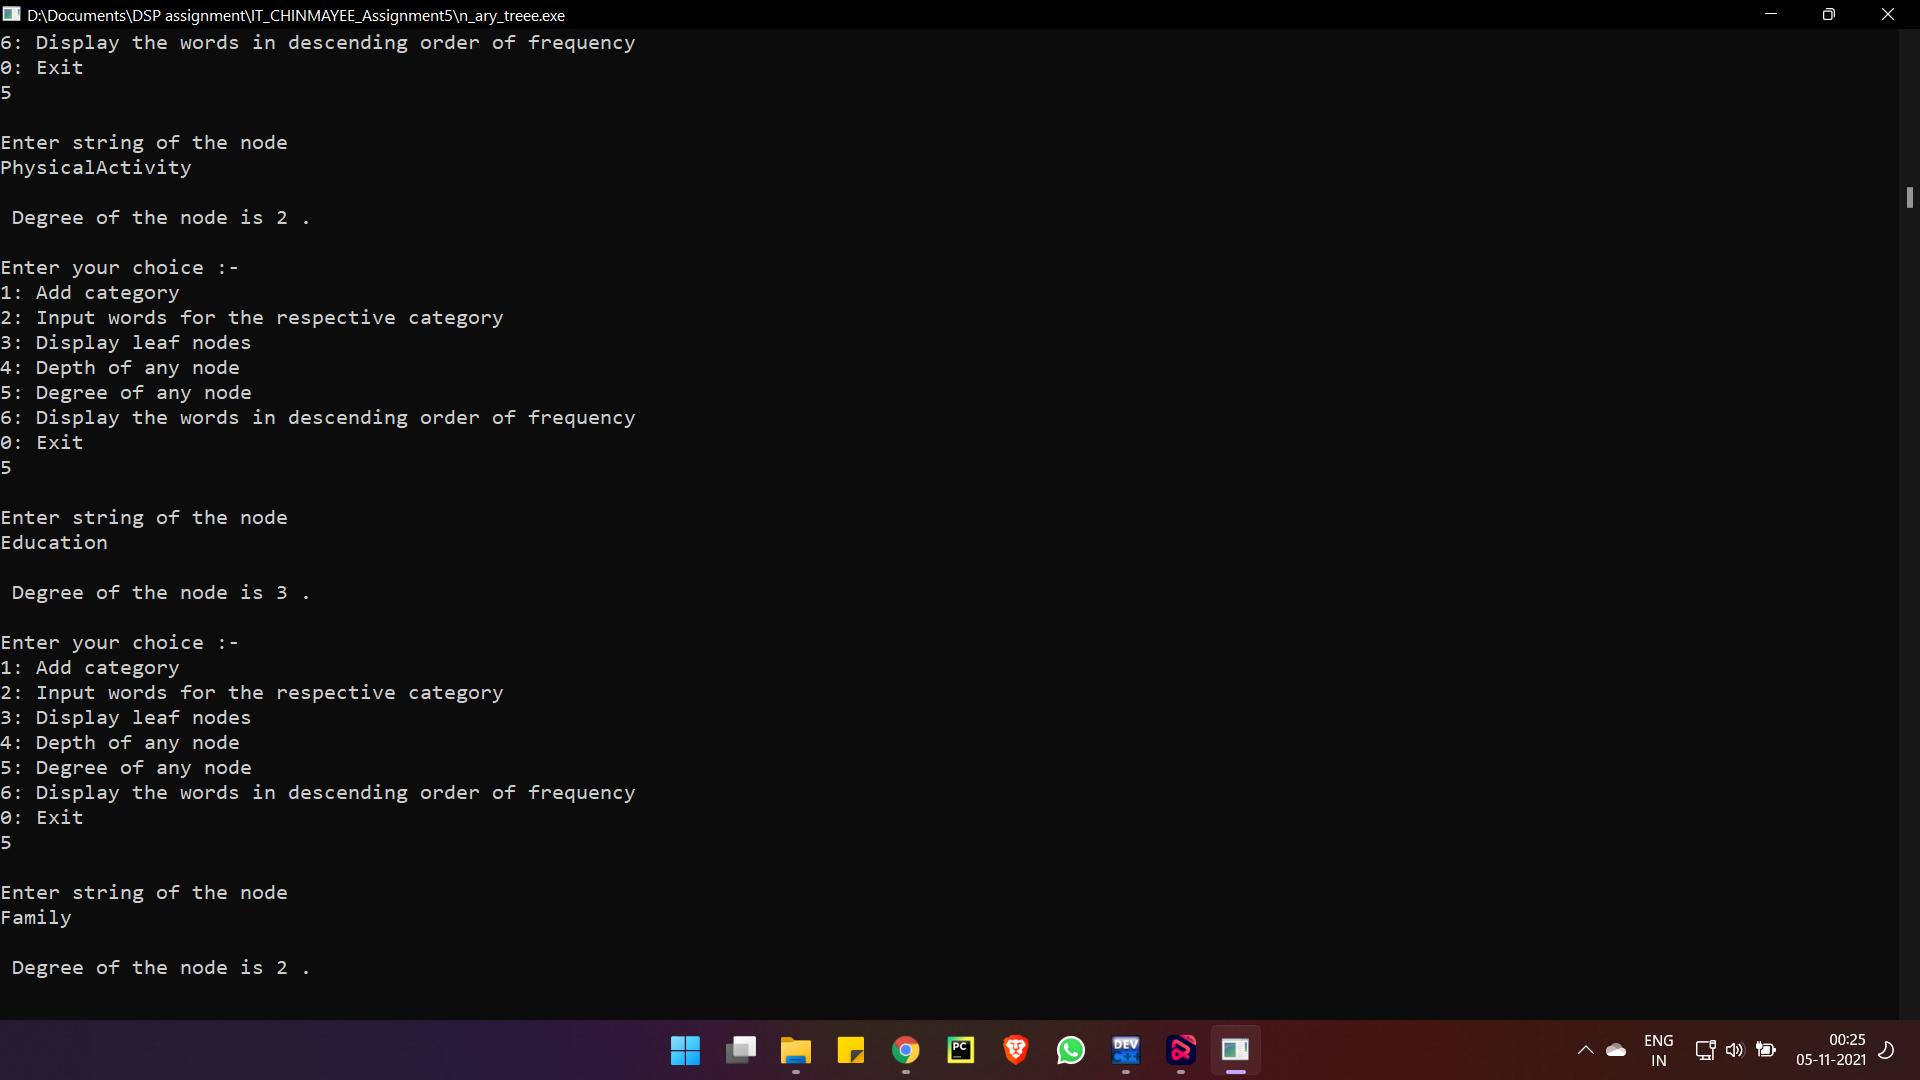 D:\Documents\DSP assignment\IT_CHINMAYEE_Assignment5\n_ary_treee.exe
6: Display the words in descending order of frequency
0: Exit
5
Enter string of the node
PhysicalActivity
Degree of the node is 2 .
Enter your choice :-
1: Add category
2: Input words for the respective category
3: Display leaf nodes
4: Depth of any node
5: Degree of any node
6: Display the words in descending order of frequency
0: Exit
5
Enter string of the node
Education
Degree of the node is 3 .
Enter your choice :-
1: Add category
2: Input words for the respective category
3: Display leaf nodes
4: Depth of any node
5: Degree of any node
6: Display the words in descending order of frequency
0: Exit
5
Enter string of the node
Family
Degree of the node is 2 .
PC
DEV
ENG
IN
00:25
05-11-2021